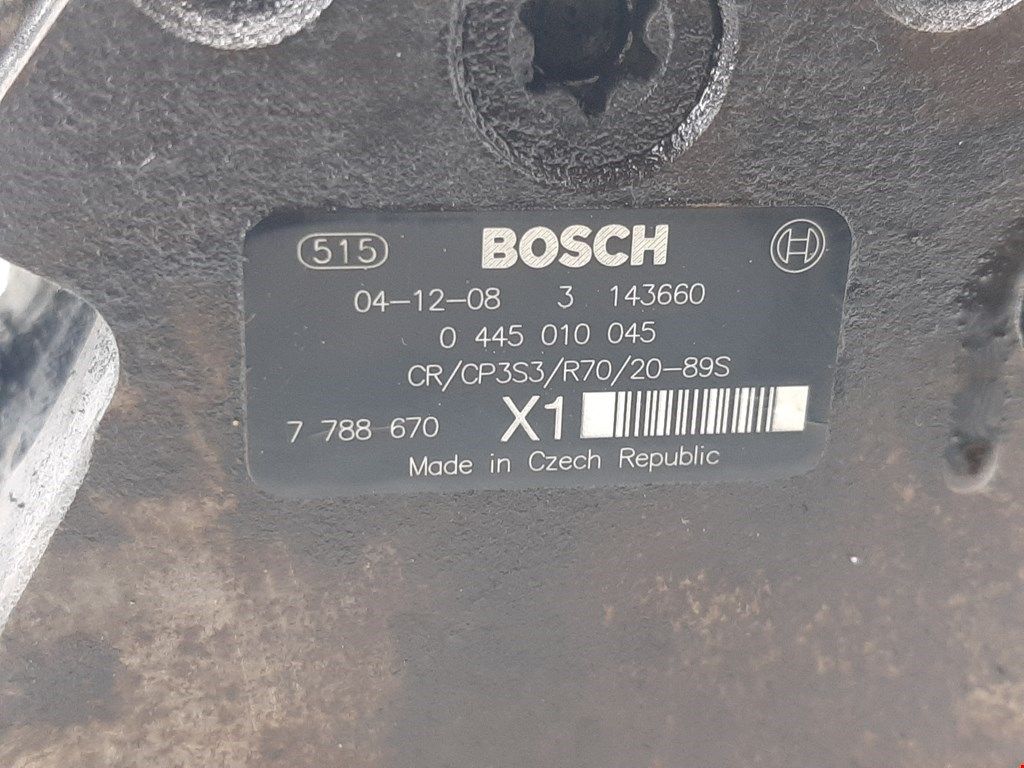 515 BOSCH
04-12-08 3 143660
0 445 010 045
CR/CP3S3/R70/20-89S
7 788 670 X1
Made in Czech Republic